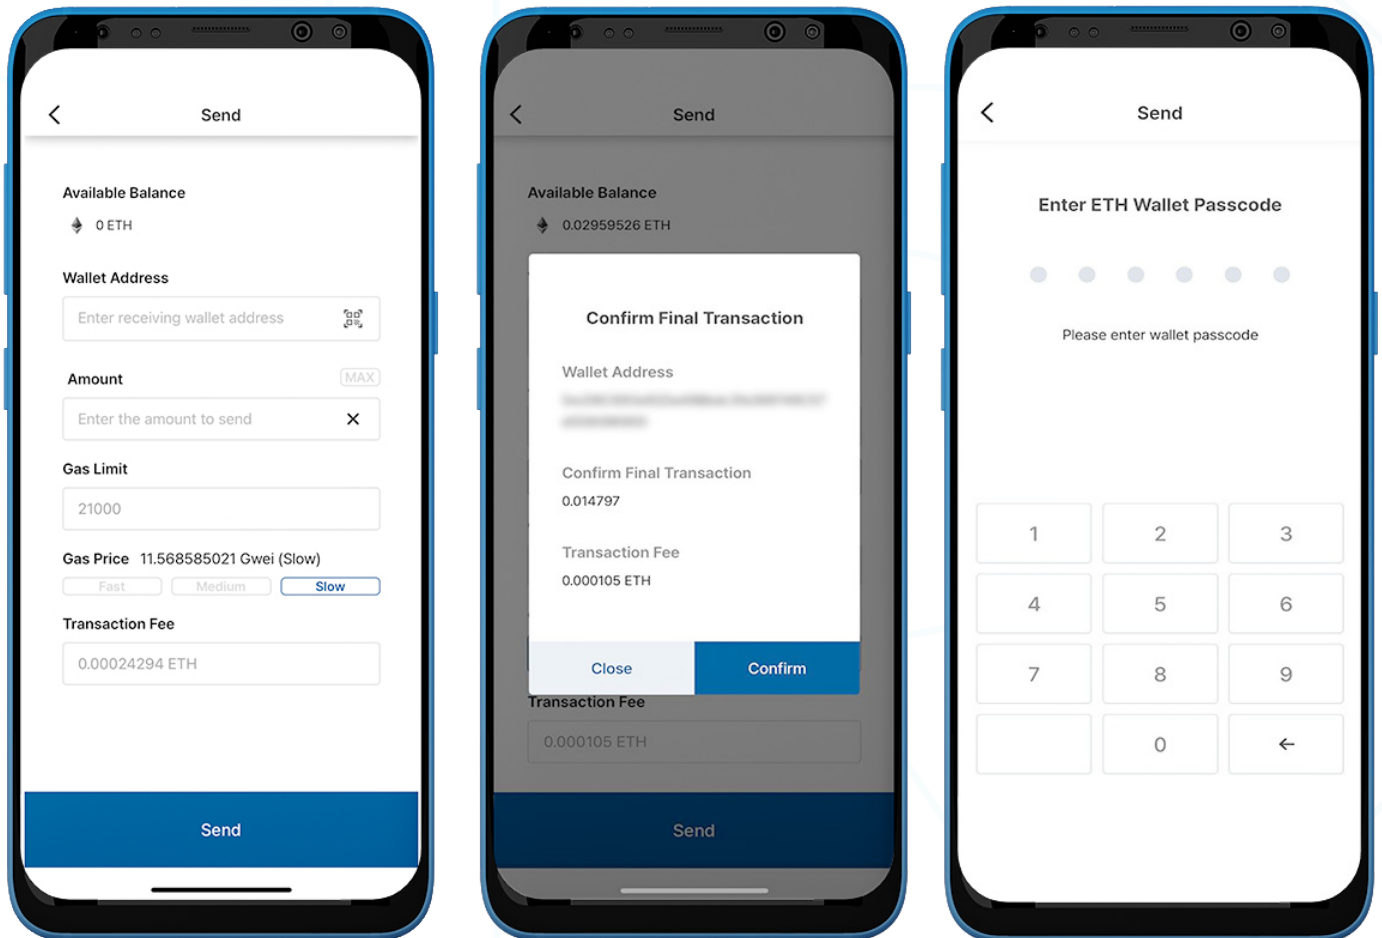 Send
Available Balance
0 ETH
Wallet Address
Enter receiving wallet address
Amount
MAX
Enter the amount to send
Gas Limit
21000
Gas Price 11.568585021 Gwei (Slow)
Fast Medium Slow
Transaction Fee
0.00024294 ETH
Send
Send
Available Balance
0.02959526 ETH
Confirm Final Transaction
Wallet Address
Confirm Final Transaction
0.014797
Transaction Fee
0.000105 ETH
Close Confirm
Transaction Fee
0.000105 ETH
Send
Send
Enter ETH Wallet Passcode
Please enter wallet passcode
1 2 3
4 5 6
7 8 9
0